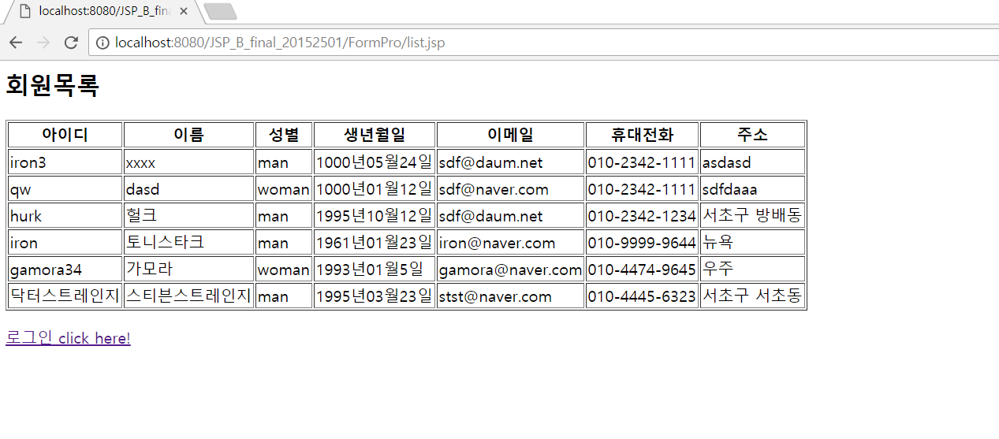 localhost:8080/JSP_B_fin
localhost:8080/JSP_B_final_20152501/FormPro/list.jsp
회원목록
아이디 이름 성별 생년월일 이메일 휴대전화 주소
iron3 xxxx man 1000년05월24일 sdf@daum.net 010-2342-1111 asdasd
qw dasd woman 1000년01월12일 sdf@naver.com 010-2342-1111 sdfdaaa
hurk 헐크 man 1995년10월12일 sdf@daum.net 010-2342-1234 서초구 방배동
iron 토니스타크 man 1961년01월23일 iron@naver.com 010-9999-9644 뉴욕
gamora34 가모라 woman 1993년01월5일 gamora@naver.com 010-4474-9645 우주
닥터스트레인지 스티븐스트레인지 man 1995년03월23일 stst@naver.com 010-4445-6323 서초구 서초동
로그인 click here!